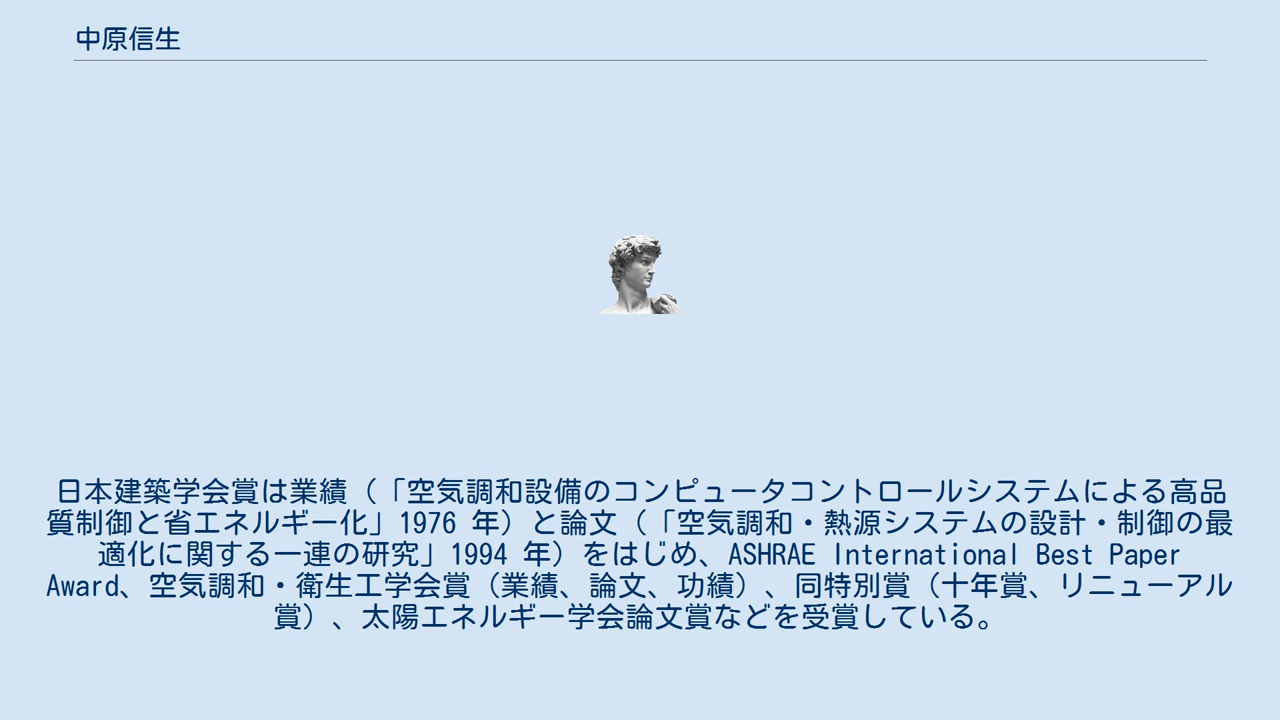 中原信生
日本建築学会賞は業績（「空気調和設備のコンピュータコントロールシステムによる高品
質制御と省エネルギー化」1976 年）と論文（「空気調和・熱源システムの設計・制御の最
適化に関する一連の研究」1994 年）をはじめ、ASHRAE International Best Paper
Award、空気調和・衛生工学会賞（業績、論文、功績）、同特別賞（十年賞、リニューアル
賞）、太陽エネルギー学会論文賞などを受賞している。